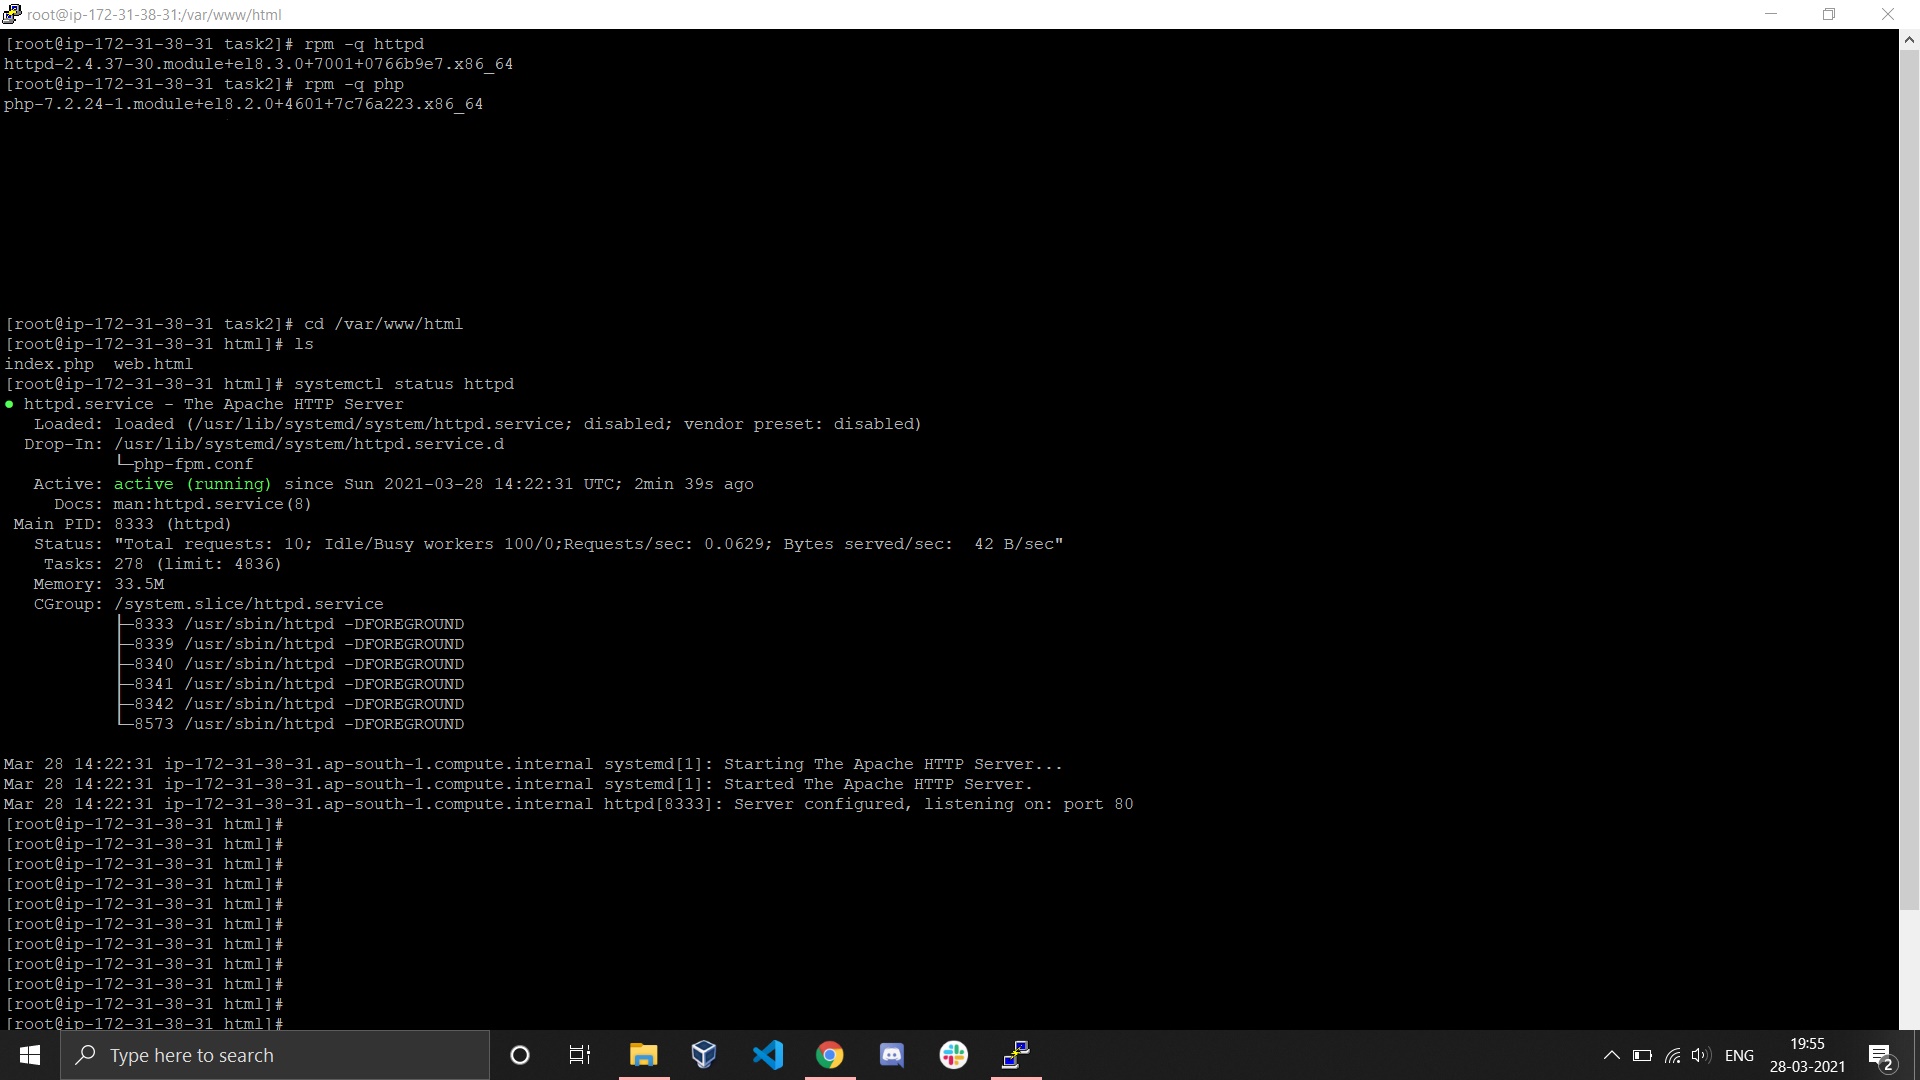 root@ip-172-31-38-31:/var/www/html
[root@ip-172-31-38-31 task2]# rpm -q httpd
httpd-2.4.37-30.module+el8.3.0+7001+0766b9e7.x86_64
[root@ip-172-31-38-31 task2]# rpm -q php
php-7.2.24-1.module+el8.2.0+4601+7c76a223.x86_64
[root@ip-172-31-38-31 task2]# cd /var/www/html
[root@ip-172-31-38-31 html]# ls
index.php  web.html
[root@ip-172-31-38-31 html]# systemctl status httpd
● httpd.service - The Apache HTTP Server
   Loaded: loaded (/usr/lib/systemd/system/httpd.service; disabled; vendor preset: disabled)
  Drop-In: /usr/lib/systemd/system/httpd.service.d
           └─php-fpm.conf
   Active: active (running) since Sun 2021-03-28 14:22:31 UTC; 2min 39s ago
     Docs: man:httpd.service(8)
 Main PID: 8333 (httpd)
   Status: "Total requests: 10; Idle/Busy workers 100/0;Requests/sec: 0.0629; Bytes served/sec:  42 B/sec"
    Tasks: 278 (limit: 4836)
   Memory: 33.5M
   CGroup: /system.slice/httpd.service
           ├─8333 /usr/sbin/httpd -DFOREGROUND
           ├─8339 /usr/sbin/httpd -DFOREGROUND
           ├─8340 /usr/sbin/httpd -DFOREGROUND
           ├─8341 /usr/sbin/httpd -DFOREGROUND
           ├─8342 /usr/sbin/httpd -DFOREGROUND
           └─8573 /usr/sbin/httpd -DFOREGROUND
Mar 28 14:22:31 ip-172-31-38-31.ap-south-1.compute.internal systemd[1]: Starting The Apache HTTP Server...
Mar 28 14:22:31 ip-172-31-38-31.ap-south-1.compute.internal systemd[1]: Started The Apache HTTP Server.
Mar 28 14:22:31 ip-172-31-38-31.ap-south-1.compute.internal httpd[8333]: Server configured, listening on: port 80
[root@ip-172-31-38-31 html]#
[root@ip-172-31-38-31 html]#
[root@ip-172-31-38-31 html]#
[root@ip-172-31-38-31 html]#
[root@ip-172-31-38-31 html]#
[root@ip-172-31-38-31 html]#
[root@ip-172-31-38-31 html]#
[root@ip-172-31-38-31 html]#
[root@ip-172-31-38-31 html]#
[root@ip-172-31-38-31 html]#
[root@ip-172-31-38-31 html]#
Type here to search
ENG
19:55
28-03-2021
2